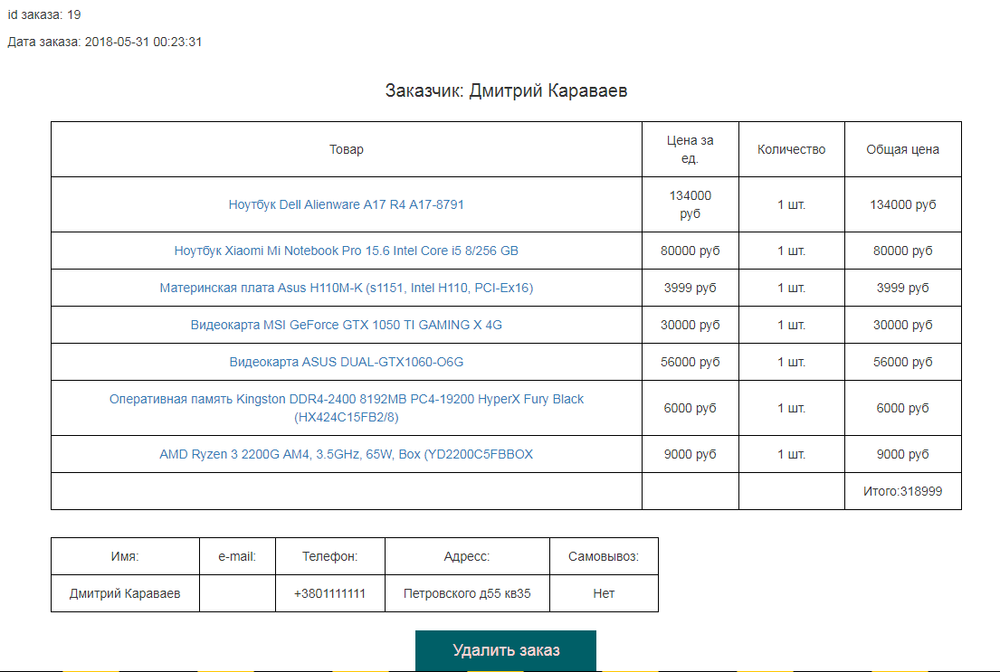 id заказа: 19
Дата заказа: 2018-05-31 00:23:31
Заказчик: Дмитрий Караваев
Товар
Цена за
ед.
Количество
Общая цена
Ноутбук Dell Alienware A17 R4 A17-8791
134000
руб
1 шт.
134000 руб
Ноутбук Xiaomi Mi Notebook Pro 15.6 Intel Core i5 8/256 GB
80000 руб
1 шт.
80000 руб
Материнская плата Asus H110M-K (s1151, Intel H110, PCI-Ex16)
3999 руб
1 шт.
3999 руб
Видеокарта MSI GeForce GTX 1050 TI GAMING X 4G
30000 руб
1 шт.
30000 руб
Видеокарта ASUS DUAL-GTX1060-O6G
56000 руб
1 шт.
56000 руб
Оперативная память Kingston DDR4-2400 8192MB PC4-19200 HyperX Fury Black
(HX424C15FB2/8)
6000 руб
1 шт.
6000 руб
AMD Ryzen 3 2200G AM4, 3.5GHz, 65W, Box (YD2200C5FBBOX
9000 руб
1 шт.
9000 руб
Итого:318999
Имя:
e-mail:
Телефон:
Адресс:
Самовывоз:
Дмитрий Караваев
+3801111111
Петровского д55 кв35
Нет
Удалить заказ